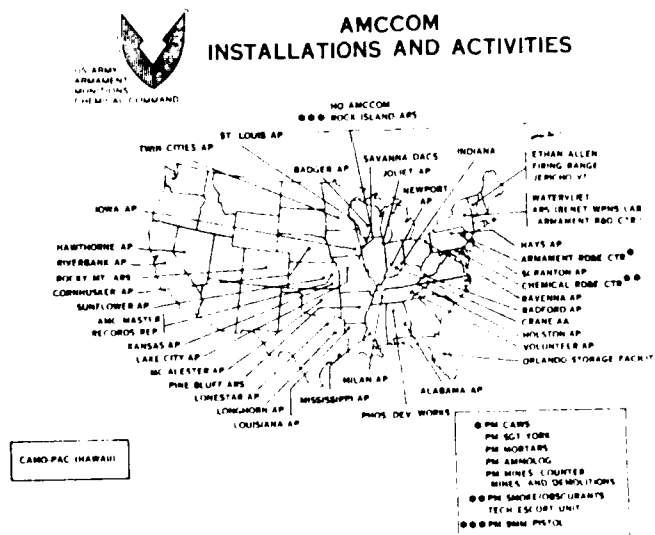 AMCCOM
INSTALLATIONS AND ACTIVITIES
US ARMY
ARMAMENT
MUNITIONS
CHEMICAL COMMAND
HQ AMCCOM
●●● ROCK ISLAND ARS
ST. LOUIS AP
TWIN CITIES AP
BADGER AP
SAVANNA DACS
JOLIET AP
NEWPORT
AP
INDIANA
ETHAN ALLEN
FIRING RANGE
JERICHO VT
WATERVLIET
ARS (BENET WPNS LAB
ARMAMENT R&D CTR)
IOWA AP
HAWTHORNE AP
RIVERBANK AP
ROCKY MT. ARS
CORNHUSKER AP
SUNFLOWER AP
AMC MASTER
RECORDS REP
KANSAS AP
LAKE CITY AP
MC ALESTER AP
PINE BLUFF ARS
LONESTAR AP
LONGHORN AP
LOUISIANA AP
MISSISSIPPI AP
MILAN AP
PHOS. DEV. WORKS
ALABAMA AP
HAYS AP
ARMAMENT RD&E CTR ●
SCRANTON AP
CHEMICAL RD&E CTR ●●
RAVENNA AP
RADFORD AP
CRANE AA
HOLSTON AP
VOLUNTEER AP
ORLANDO STORAGE FACILIT
CAMO-PAC (HAWAII)
● PM CAWS
PM SGT YORK
PM MORTARS
PM AMMOLOG
PM MINES, COUNTER
MINES, AND DEMOLITIONS
●● PM SMOKE/OBSCURANTS
TECH ESCORT UNIT
●●● PM 9MM PISTOL